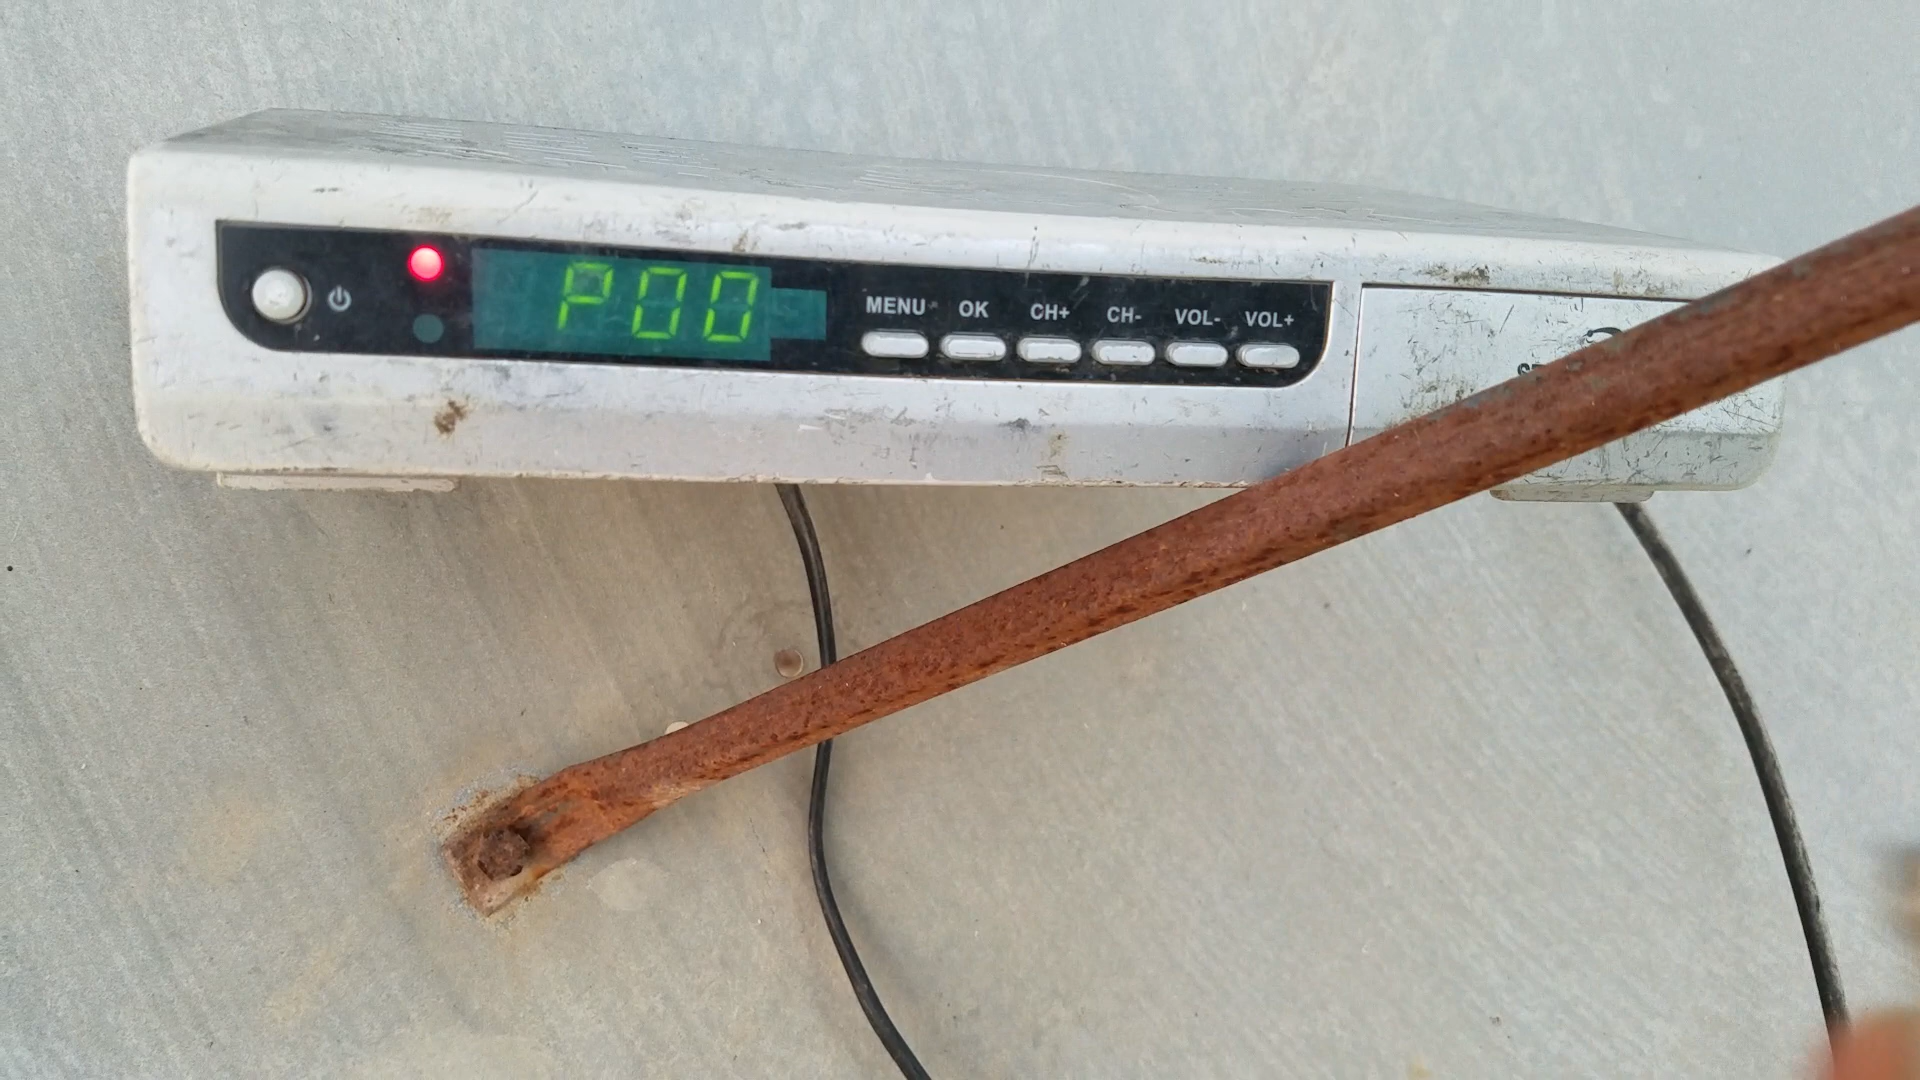 P00
MENU OK CH+ CH- VOL- VOL+